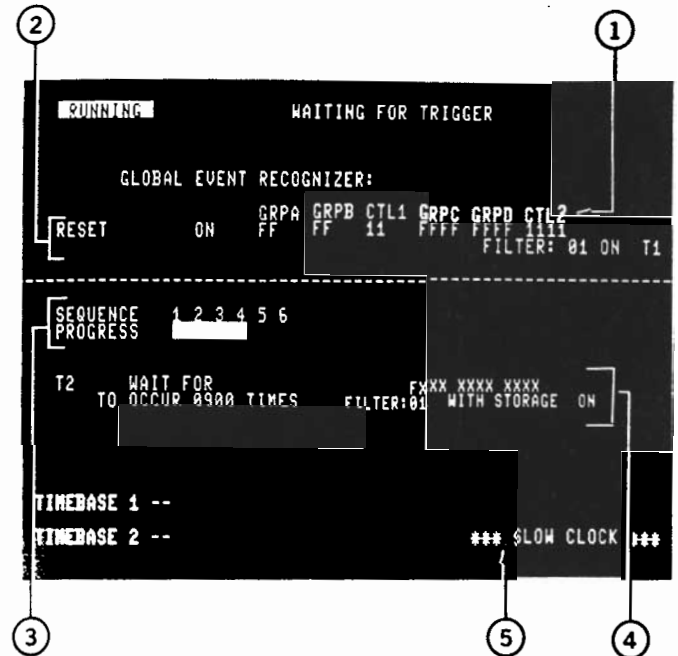 2
1
RUNNING WAITING FOR TRIGGER
GLOBAL EVENT RECOGNIZER:
GRPA GRPB CTL1 GRPC GRPD CTL2
RESET ON FF FF 11 FFFF FFFF 1111
FILTER: 01 ON T1
SEQUENCE 1 2 3 4 5 6
PROGRESS
T2 WAIT FOR FXXX XXXX XXXX
TO OCCUR 0900 TIMES FILTER:01 WITH STORAGE ON
TIMEBASE 1 --
TIMEBASE 2 -- *** SLOW CLOCK ***
3
5
4